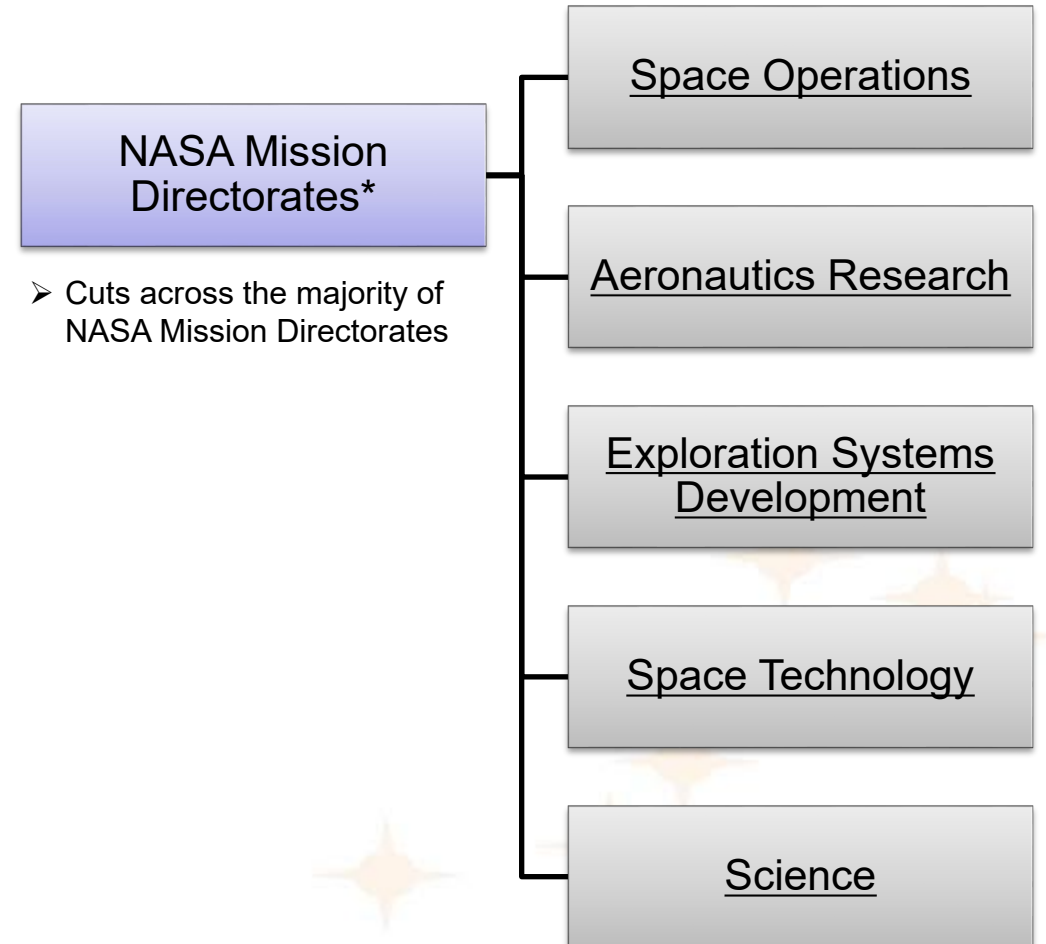 NASA Mission
Directorates*
➢ Cuts across the majority of
NASA Mission Directorates
Space Operations
Aeronautics Research
Exploration Systems
Development
Space Technology
Science